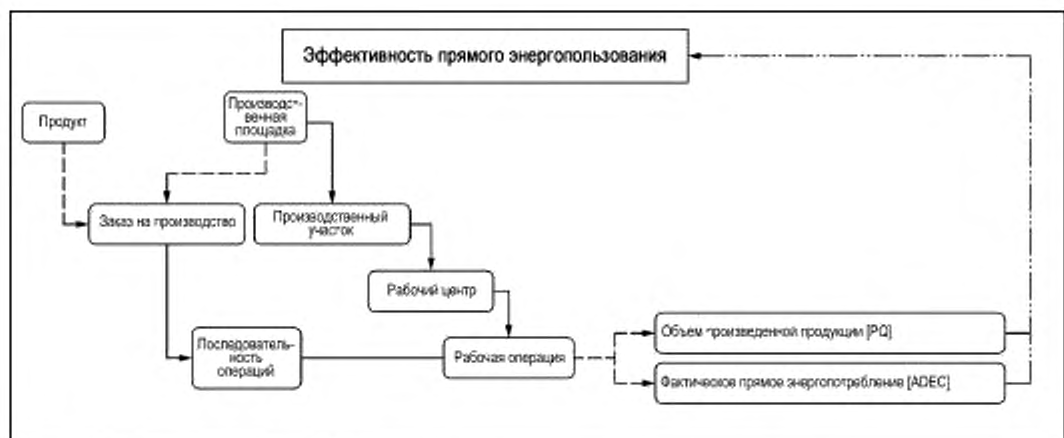 Эффективность прямого энергопользования
Продукт
Производст-
венная
площадка
Заказ на производство
Производственный
участок
Рабочий центр
Последователь-
ность
операций
Рабочая операция
Объем произведенной продукции [PQ]
Фактическое прямое энергопотребление [ADEC]